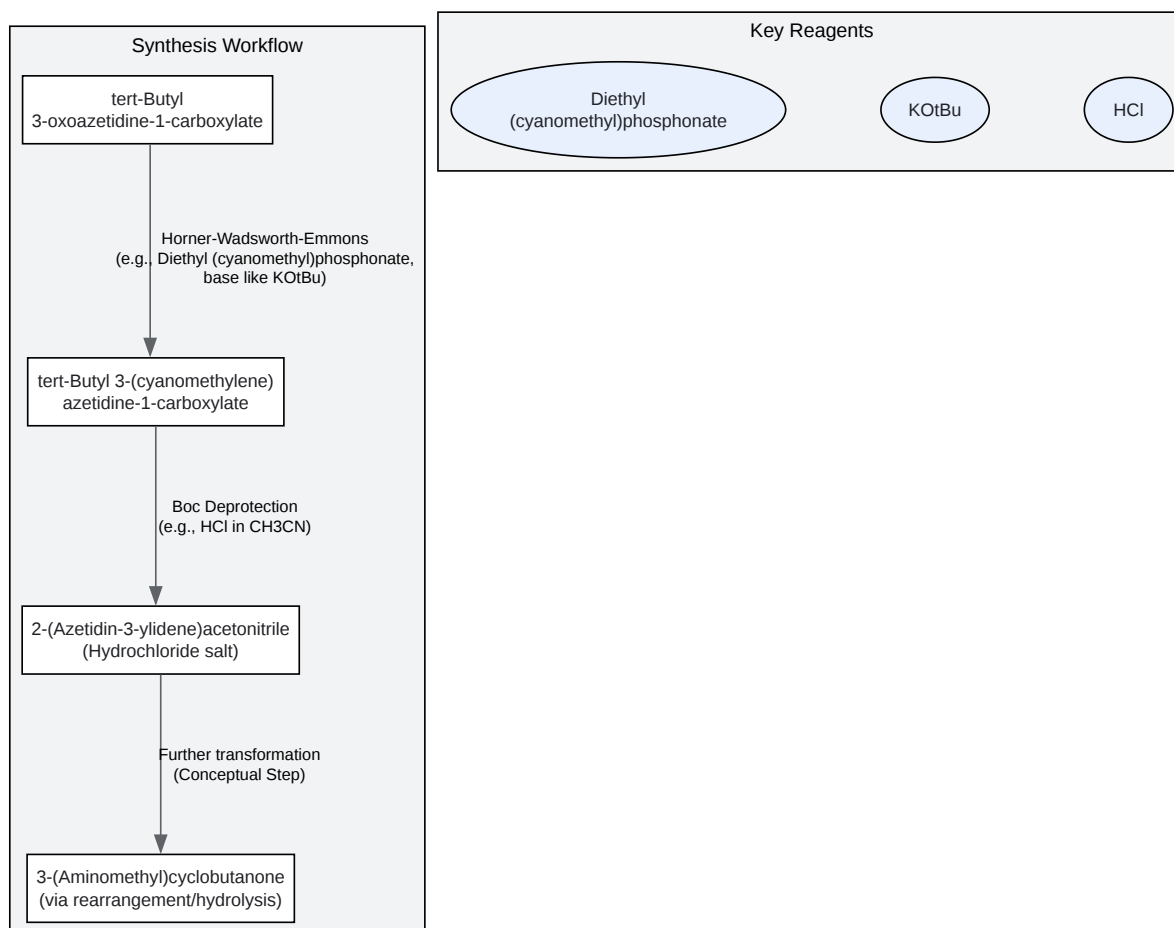 Synthesis Workflow
tert-Butyl
3-oxoazetidine-1-carboxylate
Horner-Wadsworth-Emmons
(e.g., Diethyl (cyanomethyl)phosphonate,
base like KOtBu)
tert-Butyl 3-(cyanomethylene)
azetidine-1-carboxylate
Boc Deprotection
(e.g., HCl in CH3CN)
2-(Azetidin-3-ylidene)acetonitrile
(Hydrochloride salt)
Further transformation
(Conceptual Step)
3-(Aminomethyl)cyclobutanone
(via rearrangement/hydrolysis)
Key Reagents
Diethyl
(cyanomethyl)phosphonate
KOtBu
HCl